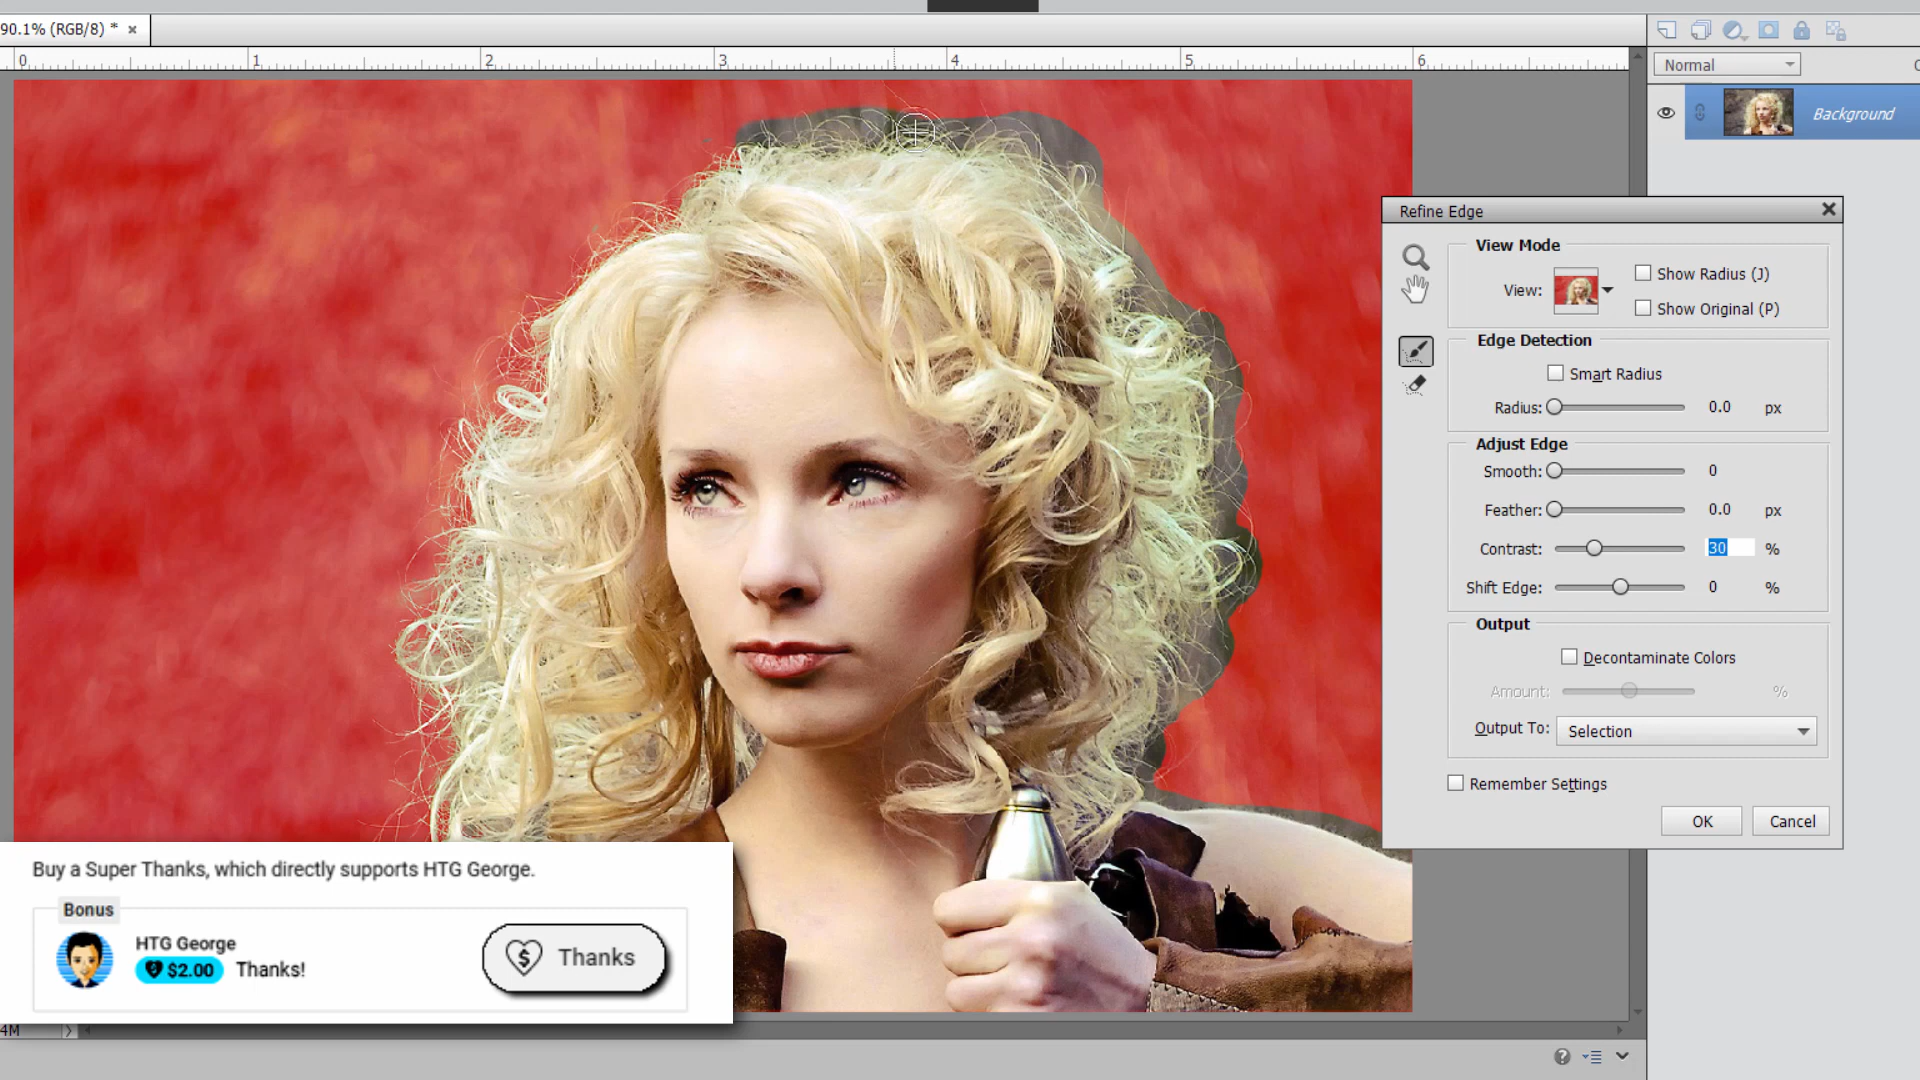 90.1% (RGB/8) *
0 1 2 3 4 5 6
Normal
Background
Refine Edge
View Mode
View:
Show Radius (J)
Show Original (P)
Edge Detection
Smart Radius
Radius: 0.0 px
Adjust Edge
Smooth: 0
Feather: 0.0 px
Contrast: 30 %
Shift Edge: 0 %
Output
Decontaminate Colors
Amount: %
Output To: Selection
Remember Settings
OK Cancel
Buy a Super Thanks, which directly supports HTG George.
Bonus
HTG George
$2.00 Thanks!
$ Thanks
4M